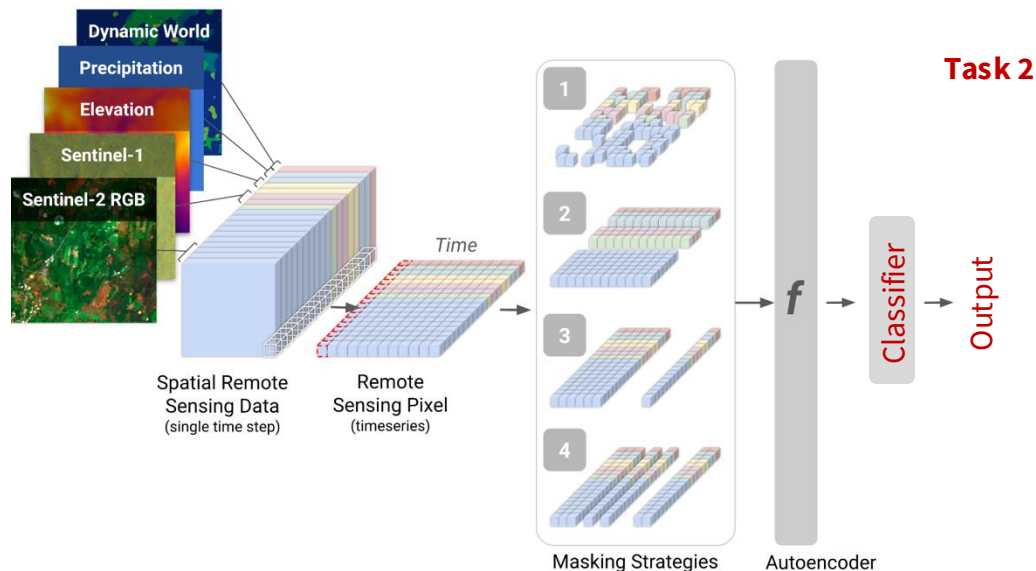 Dynamic World
Precipitation
Elevation
Sentinel-1
Sentinel-2 RGB
Time
Spatial Remote
Sensing Data
(single time step)
Remote
Sensing Pixel
(timeseries)
1
2
3
4
Masking Strategies
f
Autoencoder
Classifier
Output
Task 2